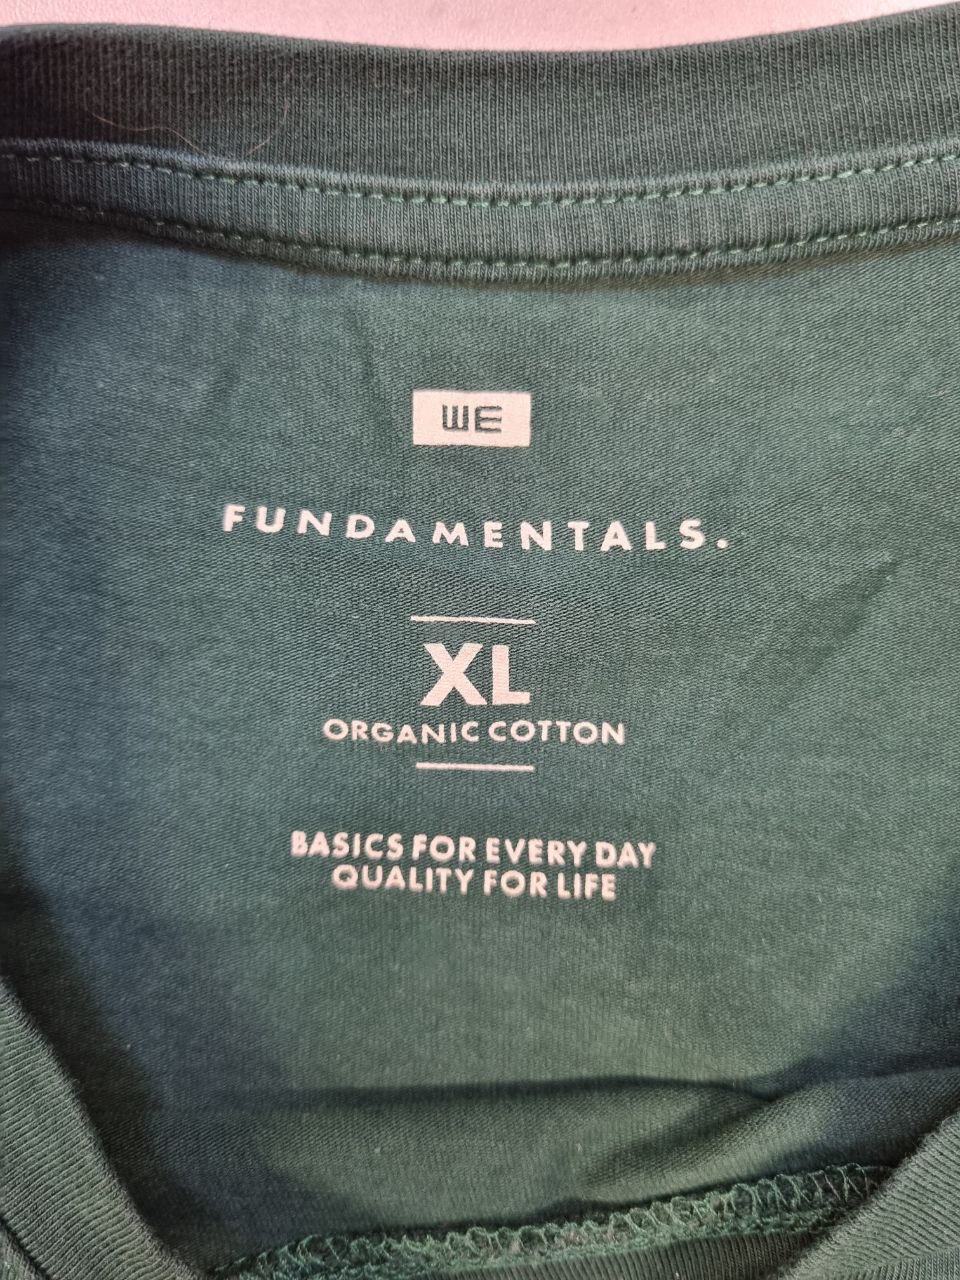 WE
FUNDAMENTALS.
XL
ORGANIC COTTON
BASICS FOR EVERY DAY
QUALITY FOR LIFE